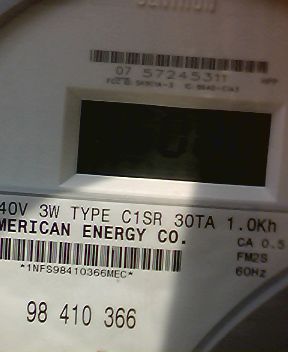 07 57245311
40V 3W TYPE C1SR 30TA 1.0Kh
MERICAN ENERGY CO.
CA 0.5
FM2S
60Hz
*1NFS98410366MEC*
98 410 366